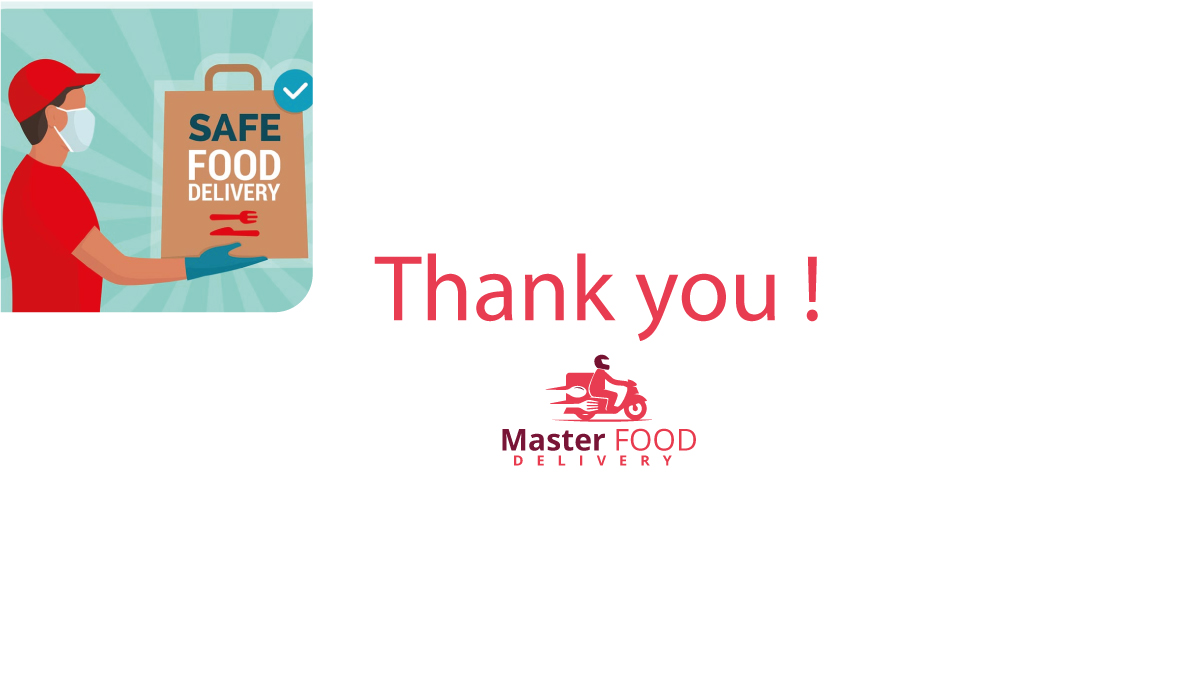 SAFE
FOOD
DELIVERY
Thank you !
Master FOOD
DELIVERY